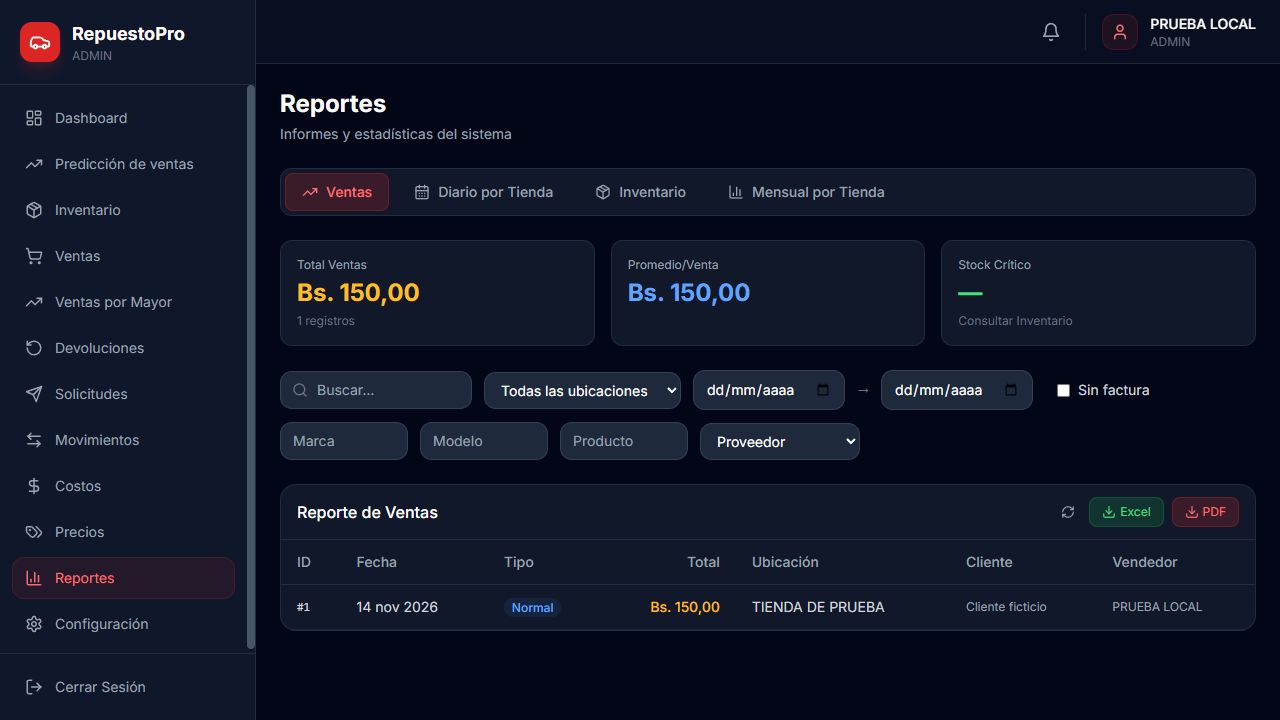 RepuestoPro
ADMIN
PRUEBA LOCAL
ADMIN
Dashboard
Predicción de ventas
Inventario
Ventas
Ventas por Mayor
Devoluciones
Solicitudes
Movimientos
Costos
Precios
Reportes
Configuración
Cerrar Sesión
Reportes
Informes y estadísticas del sistema
Ventas Diario por Tienda Inventario Mensual por Tienda
Total Ventas
Bs. 150,00
1 registros
Promedio/Venta
Bs. 150,00
Stock Crítico
—
Consultar Inventario
Buscar... Todas las ubicaciones dd/mm/aaaa → dd/mm/aaaa Sin factura
Marca Modelo Producto Proveedor
Reporte de Ventas Excel PDF
ID Fecha Tipo Total Ubicación Cliente Vendedor
#1 14 nov 2026 Normal Bs. 150,00 TIENDA DE PRUEBA Cliente ficticio PRUEBA LOCAL